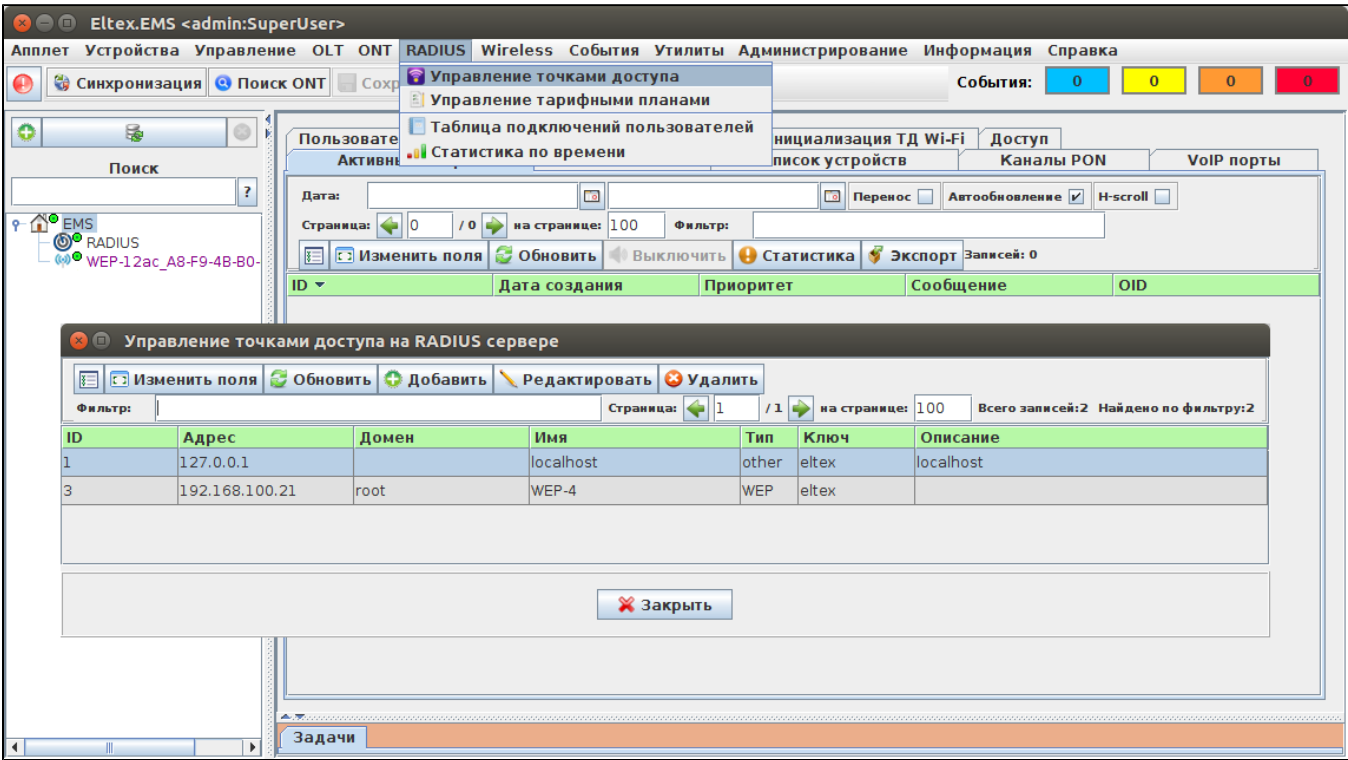 Eltex.EMS <admin:SuperUser>
Апплет Устройства Управление OLT ONT RADIUS Wireless События Утилиты Администрирование Информация Справка
Синхронизация Поиск ONT Сохр События: 0 0 0 0
Управление точками доступа
Управление тарифными планами
Таблица подключений пользователей
Статистика по времени
Поиск
?
EMS
RADIUS
WEP-12ac_A8-F9-4B-B0-
Пользовате нициализация ТД Wi-Fi Доступ
Активн писок устройств Каналы PON VoIP порты
Дата: Перенос Автообновление H-scroll
Страница: 0 / 0 на странице: 100 Фильтр:
Изменить поля Обновить Выключить Статистика Экспорт Записей: 0
ID Дата создания Приоритет Сообщение OID
Управление точками доступа на RADIUS сервере
Изменить поля Обновить Добавить Редактировать Удалить
Фильтр: Страница: 1 / 1 на странице: 100 Всего записей:2 Найдено по фильтру:2
ID Адрес Домен Имя Тип Ключ Описание
1 127.0.0.1 localhost other eltex localhost
3 192.168.100.21 root WEP-4 WEP eltex
Закрыть
Задачи